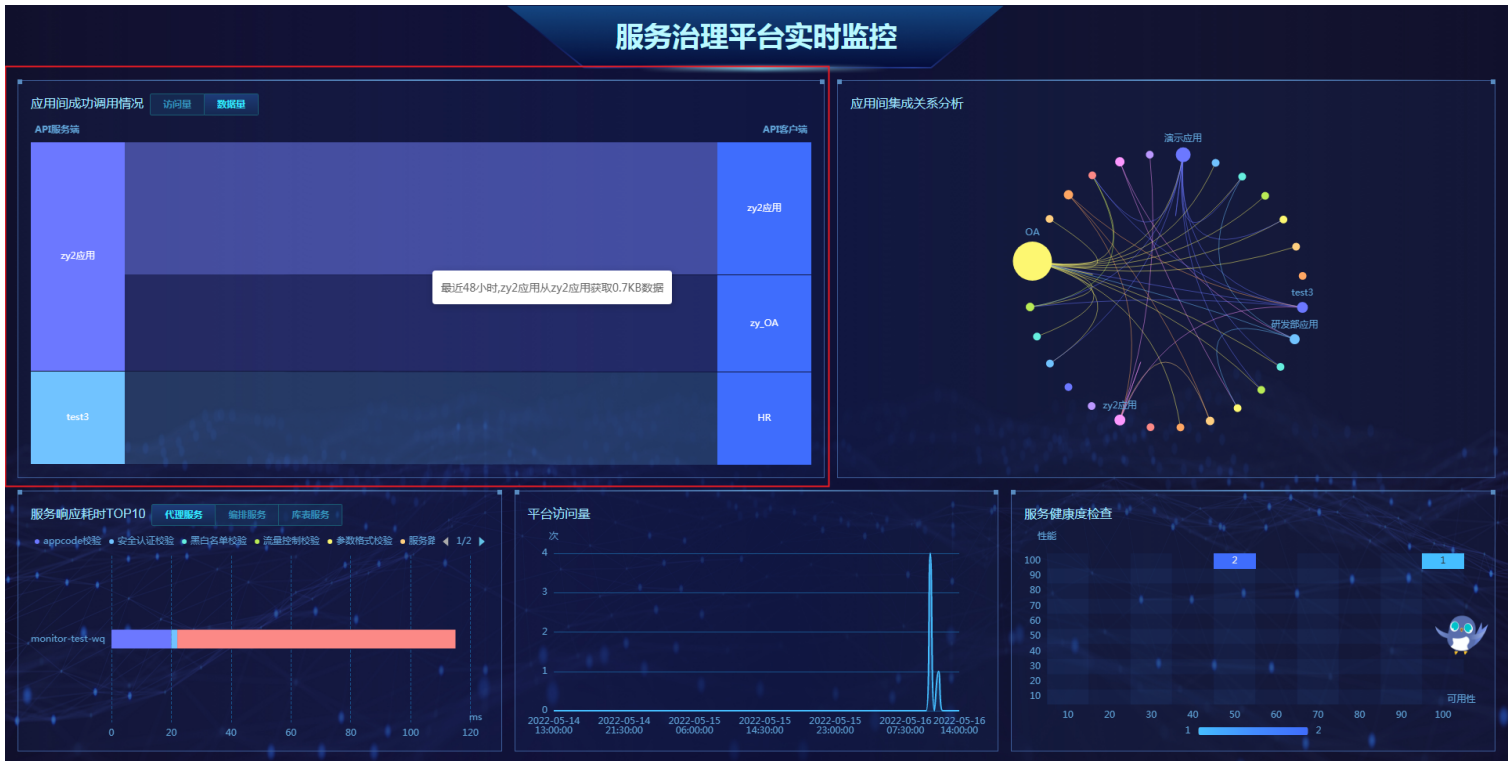 服务治理平台实时监控
应用间成功调用情况 访问量 数据量
API服务端 API客户端
zy2应用
zy2应用
最近48小时,zy2应用从zy2应用获取0.7KB数据
zy_OA
test3
HR
应用间集成关系分析
演示应用
OA
test3
研发部应用
zy2应用
服务响应耗时TOP10 代理服务 编排服务 库表服务
appcode校验 安全认证校验 黑白名单校验 流量控制校验 参数格式校验 1/2
monitor-test-wq
ms
0 20 40 60 80 100 120
平台访问量
次
4
3
2
1
0
2022-05-14 13:00:00
2022-05-14 21:30:00
2022-05-15 06:00:00
2022-05-15 14:30:00
2022-05-15 23:00:00
2022-05-16 07:30:00
2022-05-16 14:00:00
服务健康度检查
性能
2 1
100
90
80
70
60
50
40
30
20
10
可用性
10 20 30 40 50 60 70 80 90 100
1 2